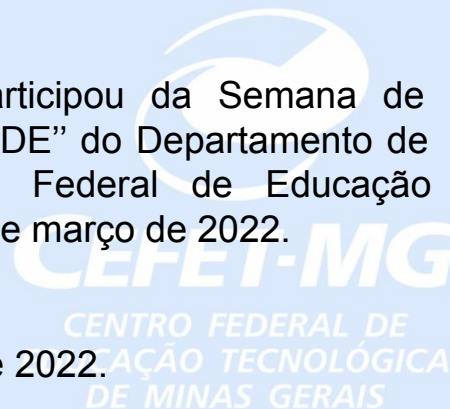 articipou da Semana de
DE” do Departamento de
Federal de Educação
e março de 2022.
CEFET-MG
CENTRO FEDERAL DE
EDUCAÇÃO TECNOLÓGICA
DE MINAS GERAIS
e 2022.